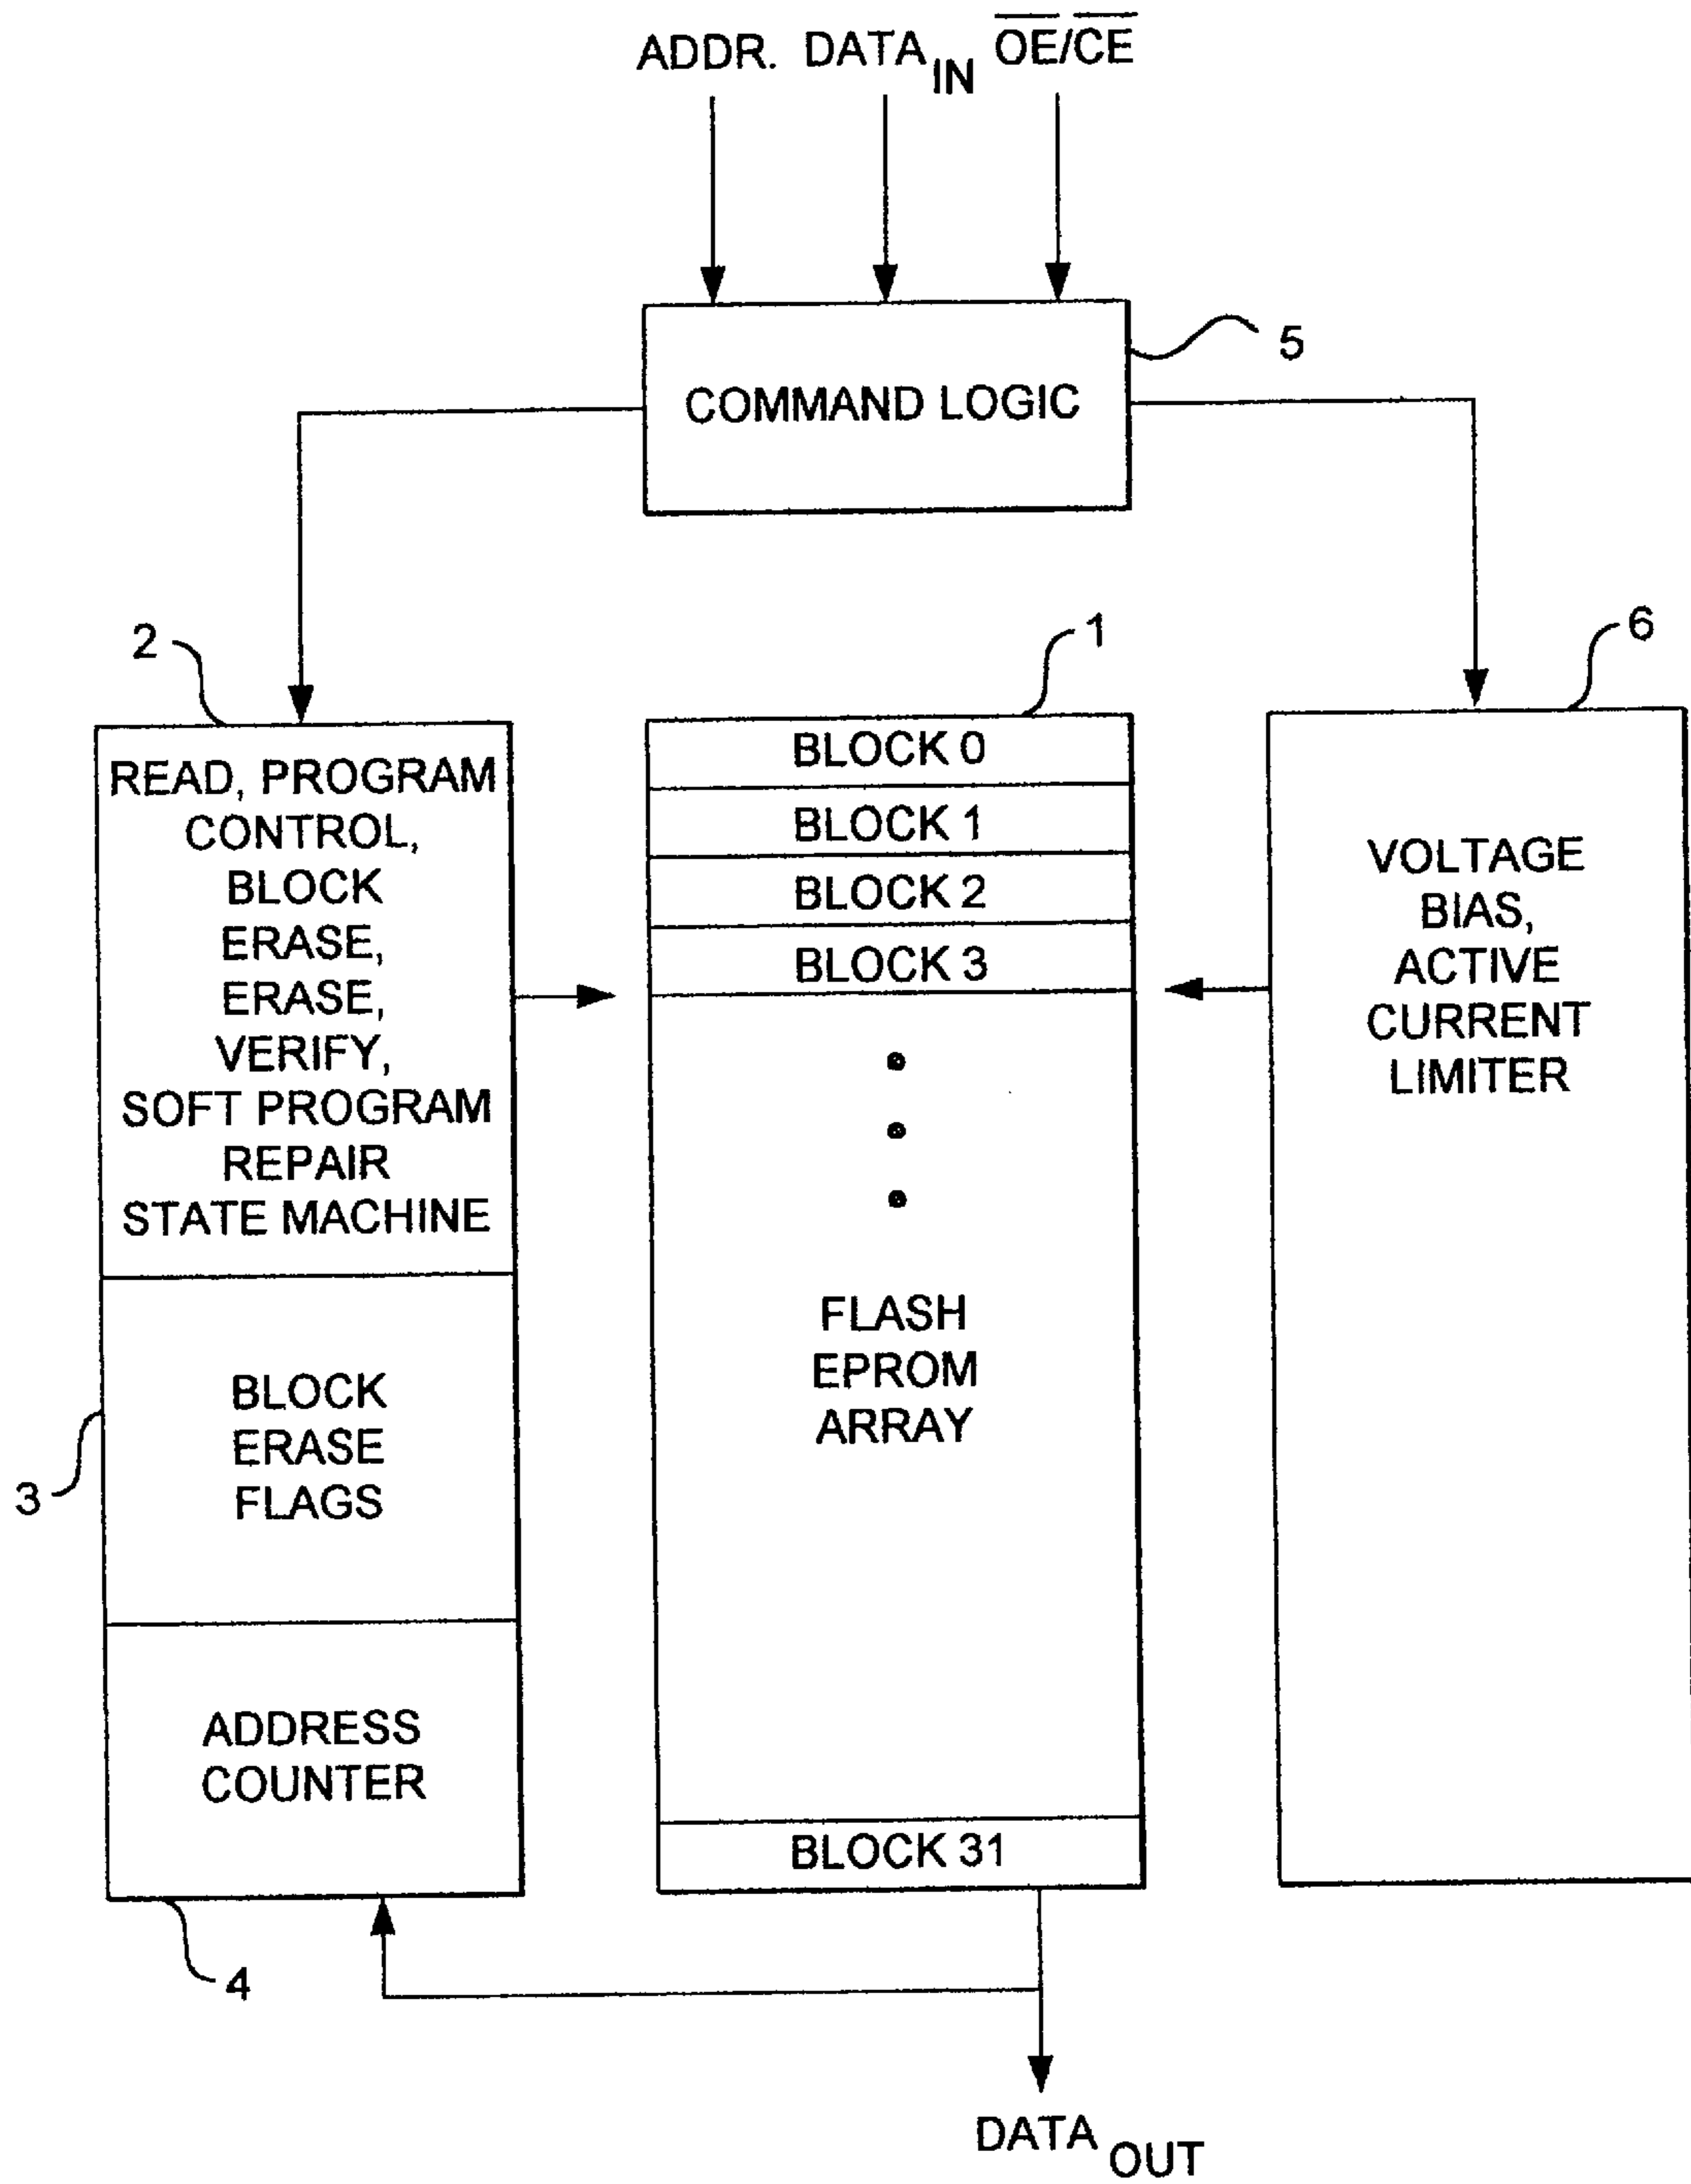 ADDR. DATA IN OE/CE
5
COMMAND LOGIC
2
1
6
READ, PROGRAM
CONTROL,
BLOCK
ERASE,
ERASE,
VERIFY,
SOFT PROGRAM
REPAIR
STATE MACHINE
BLOCK 0
BLOCK 1
BLOCK 2
BLOCK 3
VOLTAGE
BIAS,
ACTIVE
CURRENT
LIMITER
FLASH
EPROM
ARRAY
3
BLOCK
ERASE
FLAGS
ADDRESS
COUNTER
BLOCK 31
4
DATA OUT